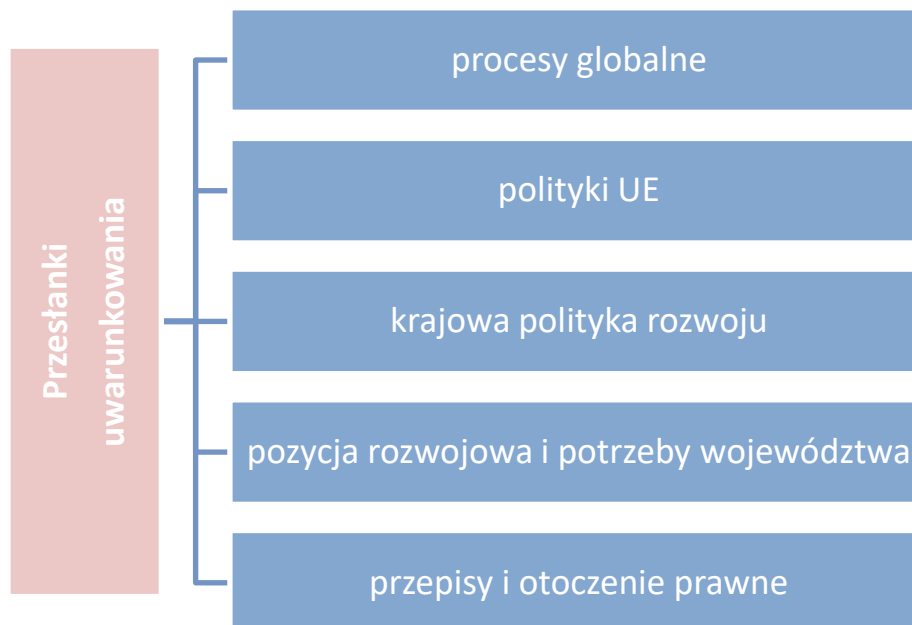 Przesłanki
uwarunkowania
procesy globalne
polityki UE
krajowa polityka rozwoju
pozycja rozwojowa i potrzeby województwa
przepisy i otoczenie prawne